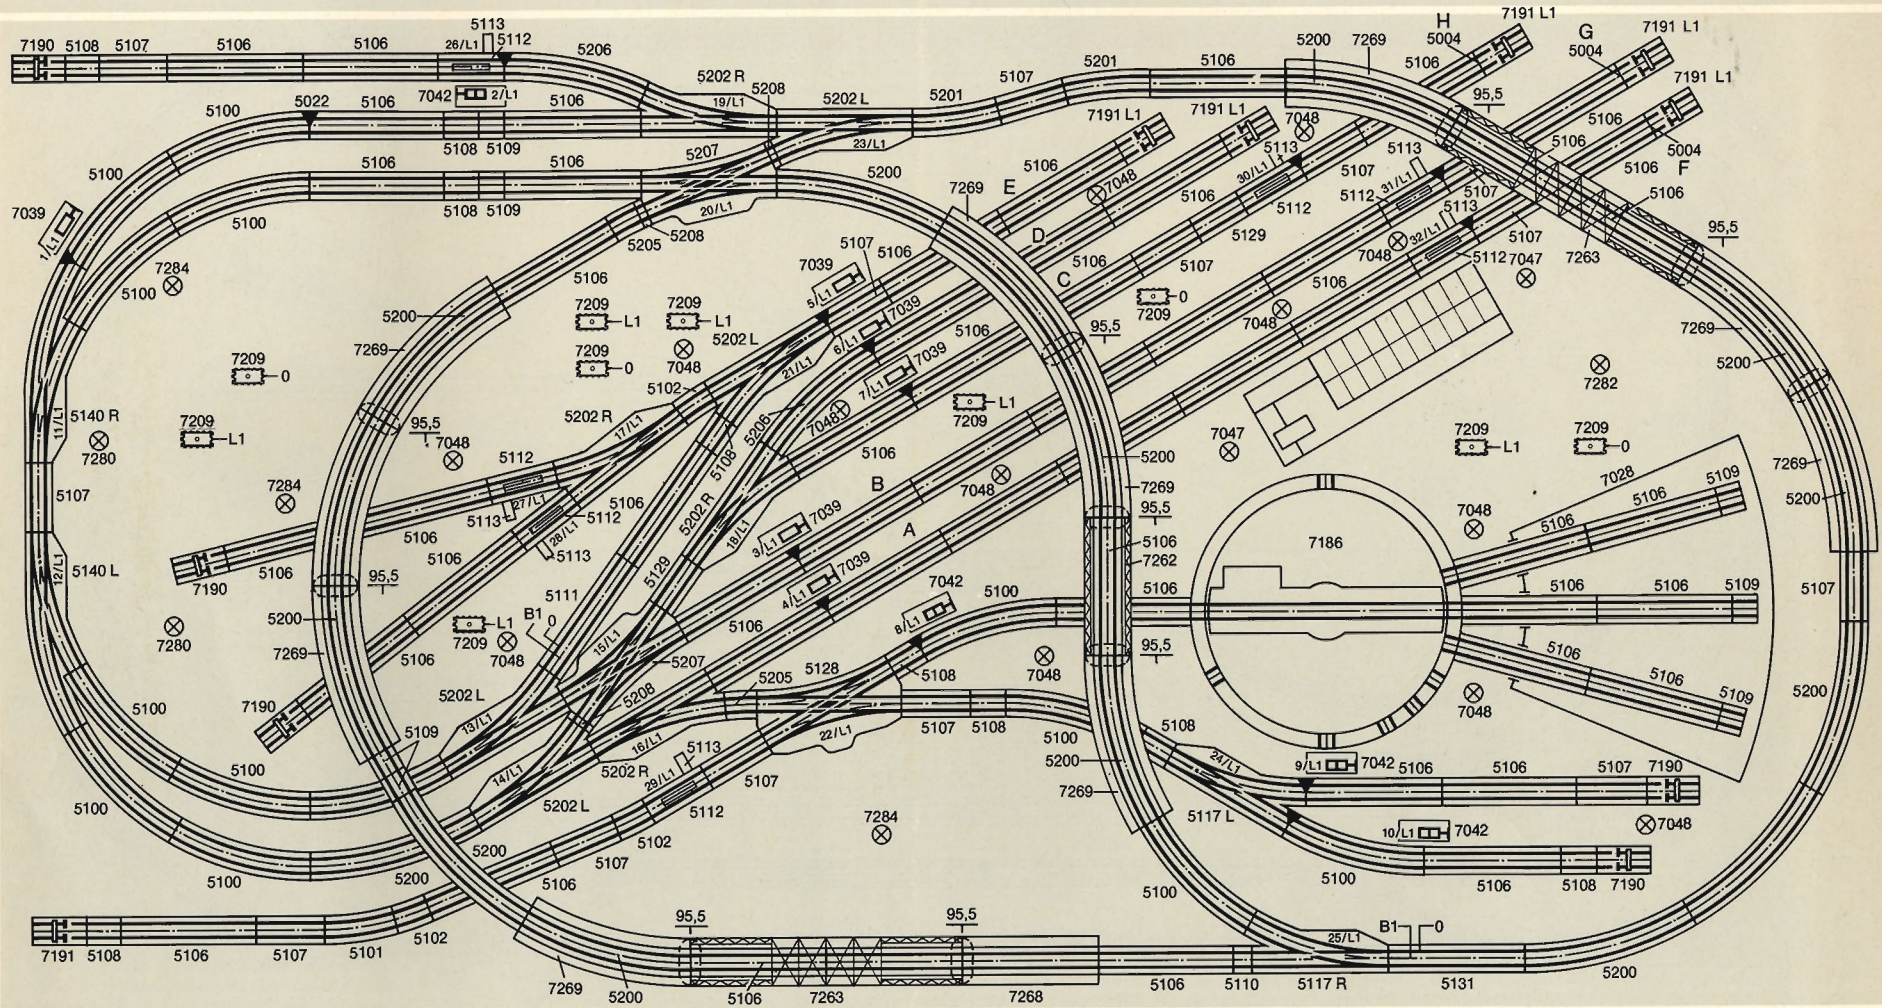 5113
7190 5108 5107 5106 5106 26/L1 5112 5206
7042 2/L1 5202 R 5208
19/L1 5202 L 5201 5107 5201 5106 5200 7269
H 7191 L1
5004
5106
G 7191 L1
5004
7191 L1
95,5
5100 5022 5106 5106
5108 5109
5106 5106 5207 23/L1 5200
5108 5109 20/L1
5205 5208
5100
7039
1/L1
5100
5100
7284
7191 L1 7191 L1
7048
5106
E 7048
7269
D
5106
5113
30/L1
5112
5107
5129
5107
5106
C
5113
31/L1
5112
5107
5113
32/L1
5112
5106
5106
5004
F
5106
5106
5107
7263
95,5
7048
7047
7048
5106
5106
5200
7269
7209 L1
7209 L1
7209 0
7048
7039
5/L1
5107
5106
7039
6/L1
7039
7/L1
5106
95,5
7209 0
7269
5200
7282
7209 0
7209 L1
5202 L
21/L1
5102
5202 R
17/L1
7048
5206
5108
5106
B
7209 L1
7048
7047
7209 L1
7209 0
5140 R
11/L1
7280
7284
95,5
7048
5112
27/L1
5113
5112
28/L1
5113
5106
5106
5106
5106
7190
5202 R
18/L1
7039
3/L1
A
7039
4/L1
5200
7269
95,5
5106
7262
5106
7186
7048
7028
5109
5106
5106
7269
5200
5107
5107
5140 L
12/L1
7280
95,5
5200
7269
5111
5129
B1 0
15/L1
5106
7209 L1
7048
5106
7190
7042
8/L1
5100
5106
5106
5109
5106
5106
5109
7048
95,5
7048
5207
5205
5128
5108
5208
5202 L
13/L1
5109
5100
5100
16/L1
5202 R
5113
29/L1
22/L1
5107
5108
5100
5108
24/L1
9/L1 7042
5106 5106 5107 7190
5200
5200
7269
14/L1
5202 L
5112
5107
7284
5117 L
10/L1 7042
7048
5100
5106 5108 7190
5100
5100
5200
5200
5102
5107
5106
5100
7191 5108 5106 5107 5101 5102
95,5
95,5
7269
5200
5106
7263
7268
5106
5110
5117 R
25/L1
B1 0
5131
5200